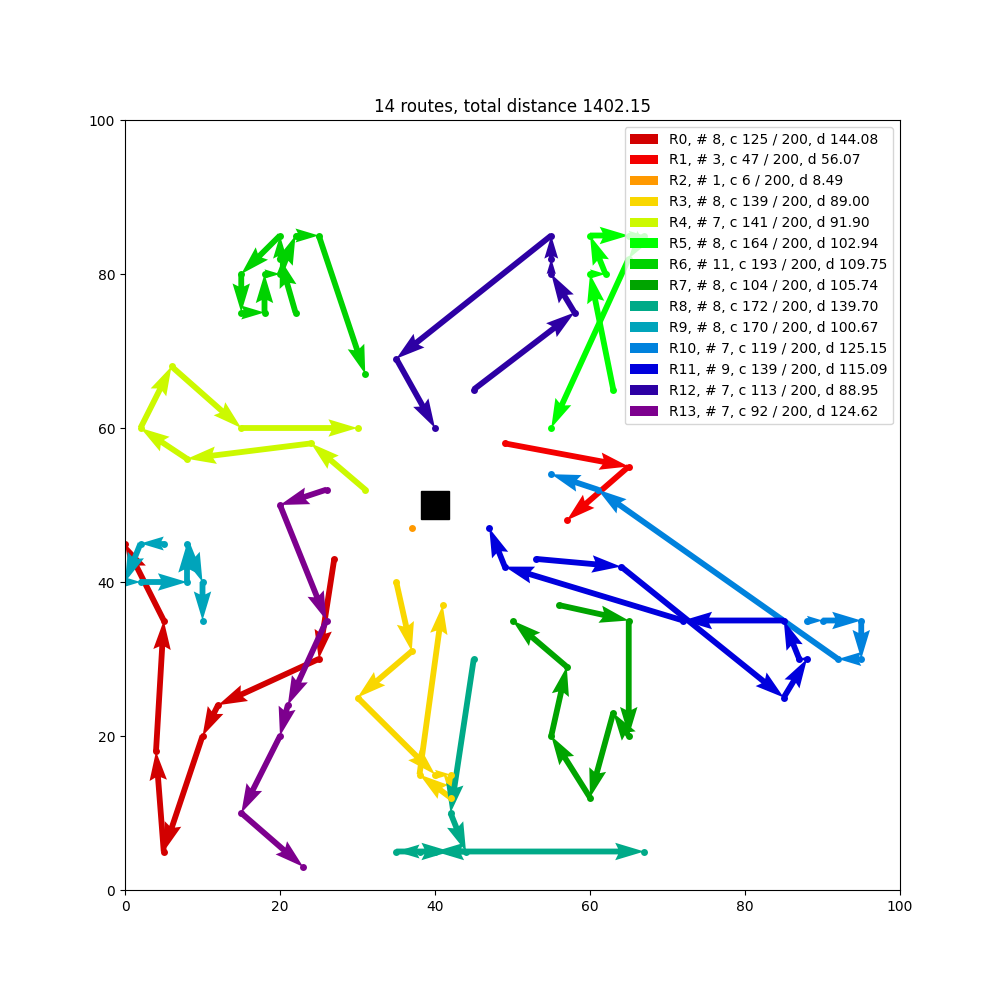 14 routes, total distance 1402.15
R0, # 8, c 125 / 200, d 144.08
R1, # 3, c 47 / 200, d 56.07
R2, # 1, c 6 / 200, d 8.49
R3, # 8, c 139 / 200, d 89.00
R4, # 7, c 141 / 200, d 91.90
R5, # 8, c 164 / 200, d 102.94
R6, # 11, c 193 / 200, d 109.75
R7, # 8, c 104 / 200, d 105.74
R8, # 8, c 172 / 200, d 139.70
R9, # 8, c 170 / 200, d 100.67
R10, # 7, c 119 / 200, d 125.15
R11, # 9, c 139 / 200, d 115.09
R12, # 7, c 113 / 200, d 88.95
R13, # 7, c 92 / 200, d 124.62
100
80
60
40
20
0
0 20 40 60 80 100